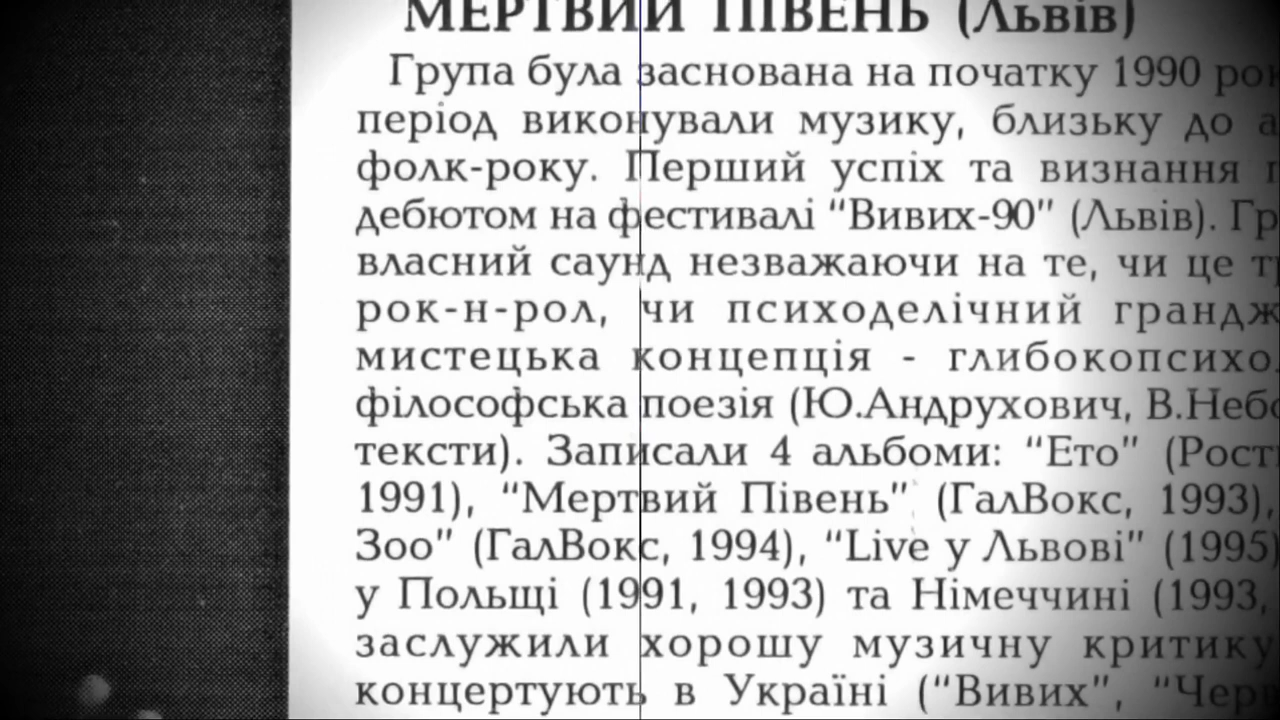 МЕРТВИЙ ПІВЕНЬ (Львів)
Група була заснована на початку 1990
період виконували музику, близьку до
фолк-року. Перший успіх та визнання
дебютом на фестивалі “Вивих-90” (Львів).
власний саунд незважаючи на те, чи це
рок-н-рол, чи психоделічний грандж
мистецька концепція -
філософська поезія (Ю.Андрухович,
тексти). Записали 4 альбоми: “Ето”
1991), “Мертвий Півень” (ГалВокс, 1993),
Зоо” (ГалВокс, 1994), “Live у Львові” (1995)
у Польщі (1991, 1993) та Німеччині (1993,
заслужили хорошу музичну критику
концертують в Україні (“Вивих”,